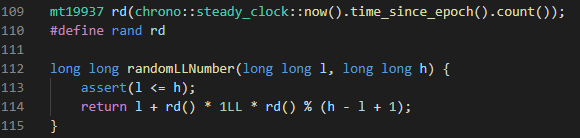 109 mt19937 rd(chrono::steady_clock::now().time_since_epoch().count());
110 #define rand rd
111
112 long long randomLLNumber(long long l, long long h) {
113     assert(l <= h);
114     return l + rd() * 1LL * rd() % (h - l + 1);
115 }